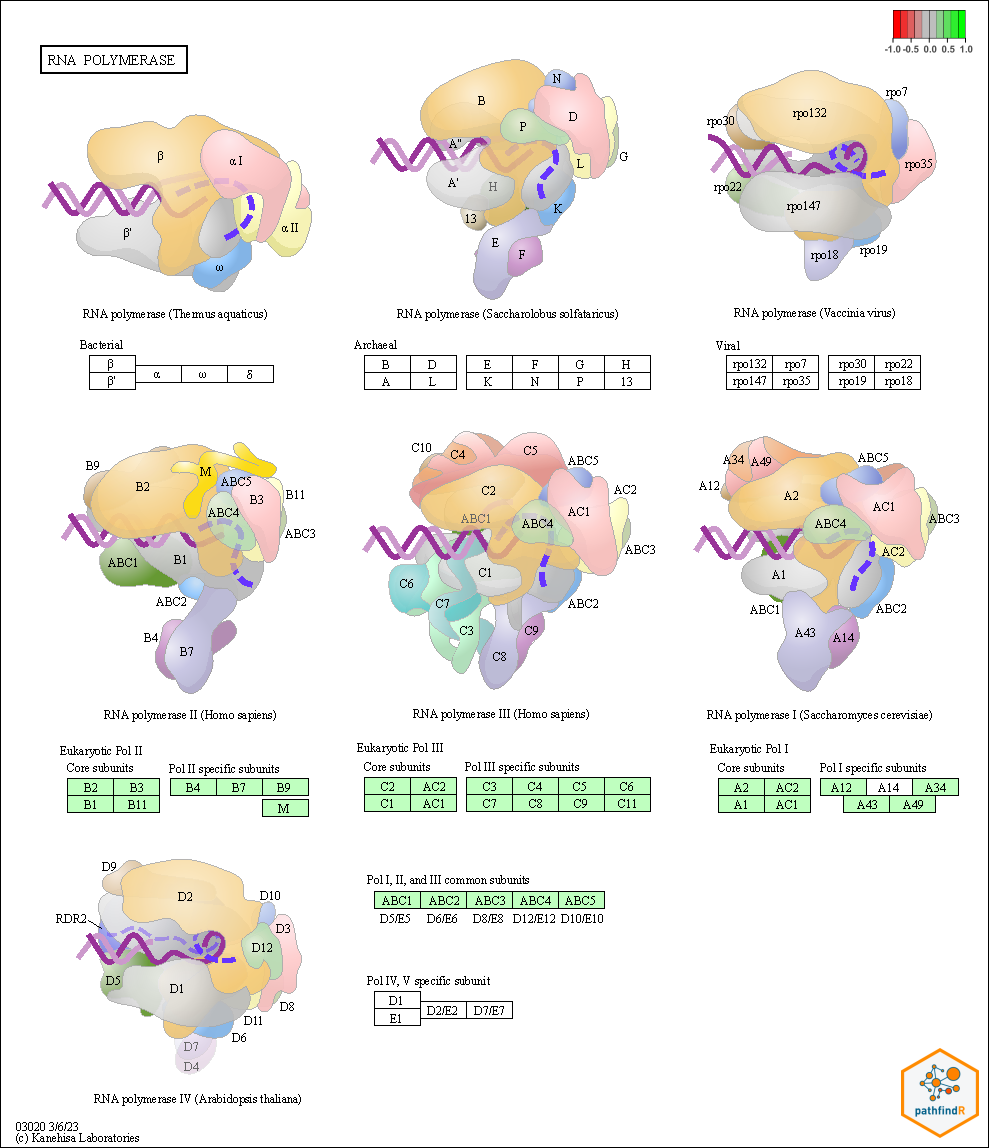 -1.0 -0.5 0.0 0.5 1.0
RNA POLYMERASE
β
α I
α II
β'
ω
RNA polymerase (Thermus aquaticus)
B
N
D
P
A''
A'
H
L
G
13
K
E
F
RNA polymerase (Saccharolobus solfataricus)
rpo7
rpo132
rpo30
rpo35
rpo22
rpo147
rpo18
rpo19
RNA polymerase (Vaccinia virus)
Bacterial
β
β' α ω δ
Archaeal
B D E F G H
A L K N P 13
Viral
rpo132 rpo7 rpo30 rpo22
rpo147 rpo35 rpo19 rpo18
B9
M
B2
ABC5
B3
B11
ABC4
ABC3
ABC1
B1
ABC2
B4
B7
RNA polymerase II (Homo sapiens)
C10
C4
C5
ABC5
C2
AC2
ABC1
ABC4
AC1
ABC3
C6
C1
C7
ABC2
C3
C9
C8
RNA polymerase III (Homo sapiens)
A34
A49
ABC5
A12
A2
AC1
ABC4
ABC3
AC2
A1
ABC1
ABC2
A43
A14
RNA polymerase I (Saccharomyces cerevisiae)
Eukaryotic Pol II
Core subunits Pol II specific subunits
B2 B3 B4 B7 B9
B1 B11 M
Eukaryotic Pol III
Core subunits Pol III specific subunits
C2 AC2 C3 C4 C5 C6
C1 AC1 C7 C8 C9 C11
Eukaryotic Pol I
Core subunits Pol I specific subunits
A2 AC2 A12 A14 A34
A1 AC1 A43 A49
D9
D2
D10
RDR2
D3
D12
D5
D1
D8
D11
D6
D7
D4
RNA polymerase IV (Arabidopsis thaliana)
Pol I, II, and III common subunits
ABC1 ABC2 ABC3 ABC4 ABC5
D5/E5 D6/E6 D8/E8 D12/E12 D10/E10
Pol IV, V specific subunit
D1
E1 D2/E2 D7/E7
03020 3/6/23
(c) Kanehisa Laboratories
pathfindR